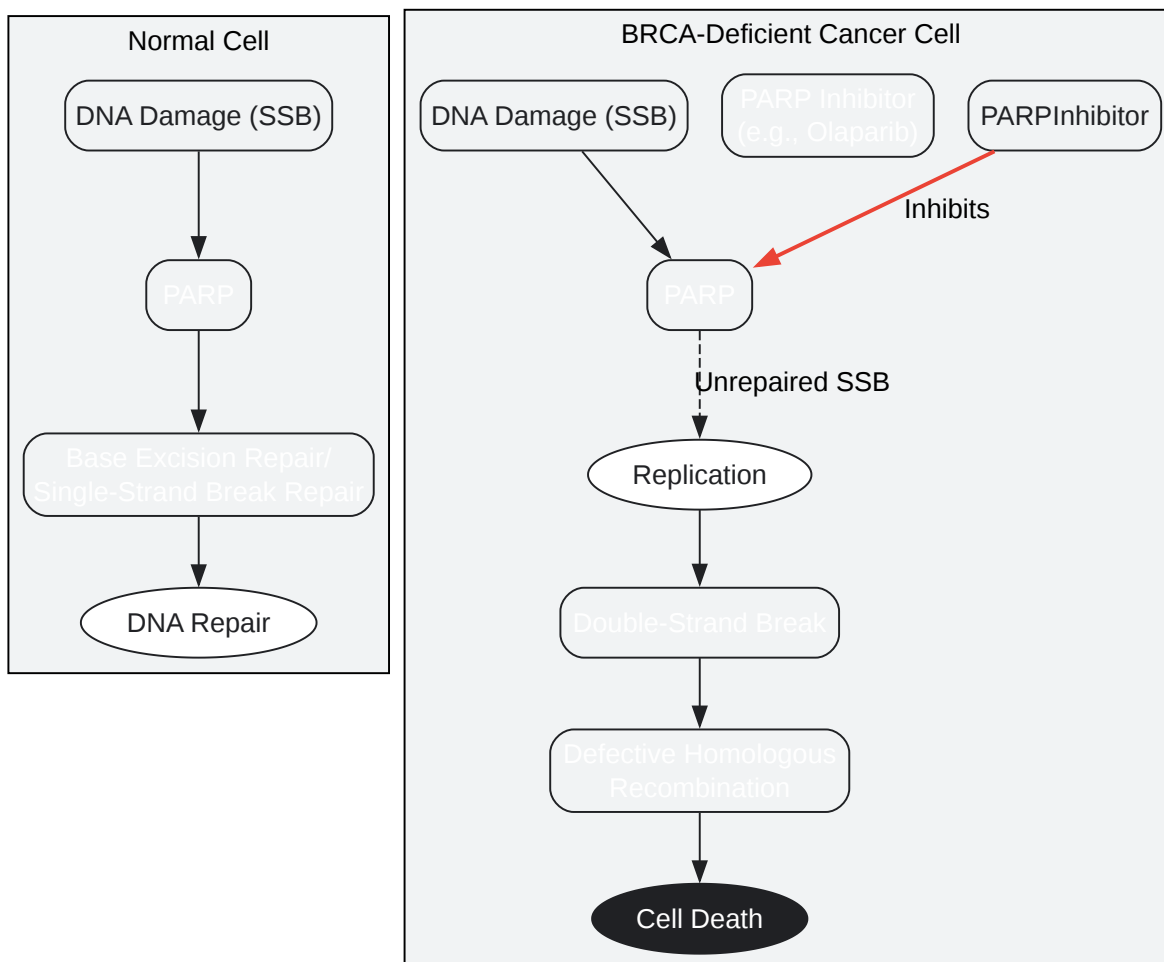 Normal Cell
DNA Damage (SSB)
PARP
Base Excision Repair/
Single-Strand Break Repair
DNA Repair
BRCA-Deficient Cancer Cell
DNA Damage (SSB)
PARP Inhibitor
(e.g., Olaparib)
PARPInhibitor
Inhibits
PARP
Unrepaired SSB
Replication
Double-Strand Break
Defective Homologous
Recombination
Cell Death